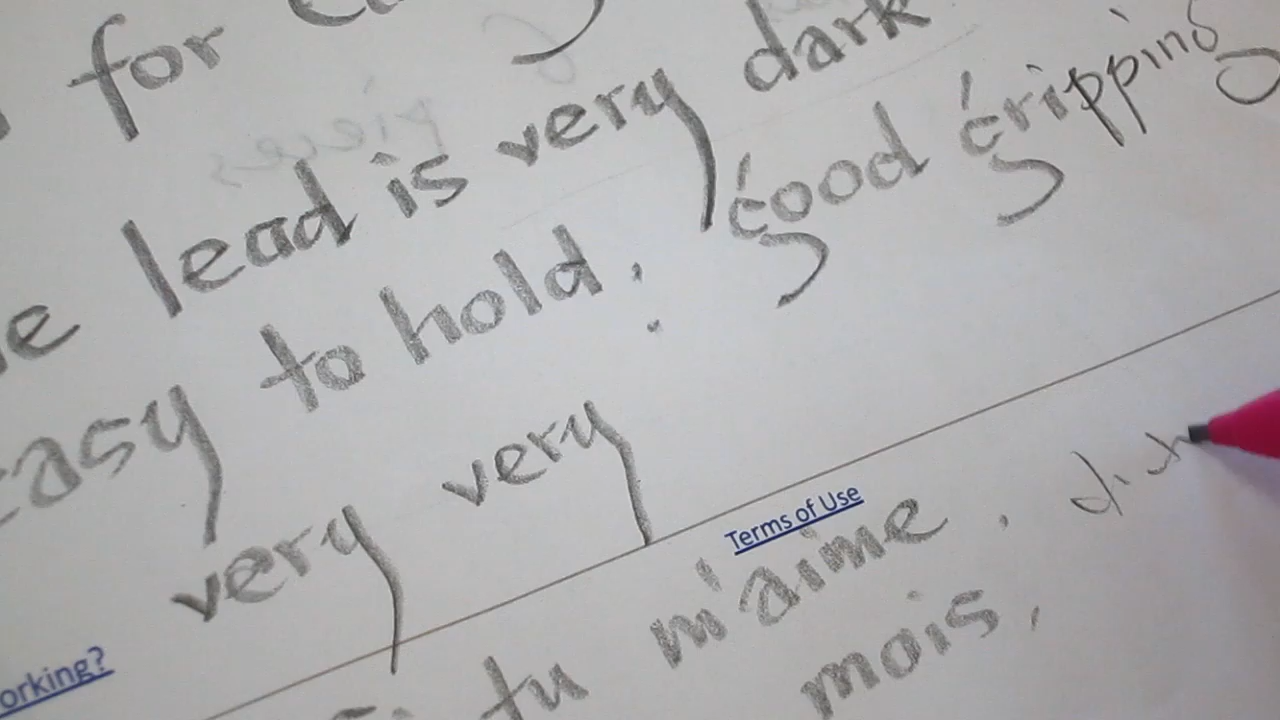 for
lead is very dark
easy to hold. good gripping
very very
orking?
Terms of Use
tu m'aime.
mois,